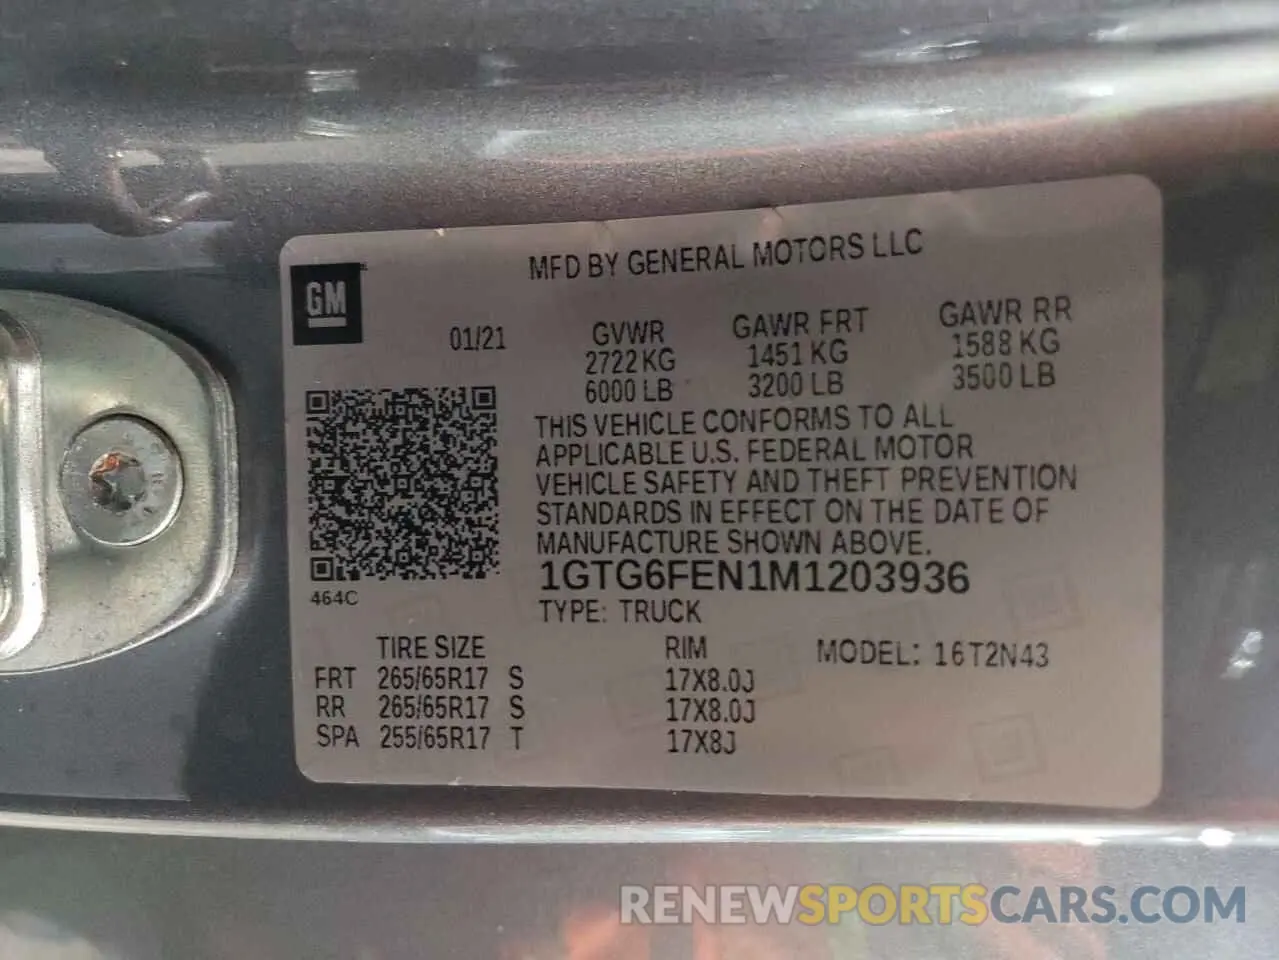 MFD BY GENERAL MOTORS LLC
GM
01/21
GVWR GAWR FRT GAWR RR
2722 KG 1451 KG 1588 KG
6000 LB 3200 LB 3500 LB
THIS VEHICLE CONFORMS TO ALL
APPLICABLE U.S. FEDERAL MOTOR
VEHICLE SAFETY AND THEFT PREVENTION
STANDARDS IN EFFECT ON THE DATE OF
MANUFACTURE SHOWN ABOVE.
1GTG6FEN1M1203936
464C
TYPE: TRUCK
TIRE SIZE RIM MODEL: 16T2N43
FRT 265/65R17 S 17X8.0J
RR 265/65R17 S 17X8.0J
SPA 255/65R17 T 17X8J
RENEWSPORTSCARS.COM